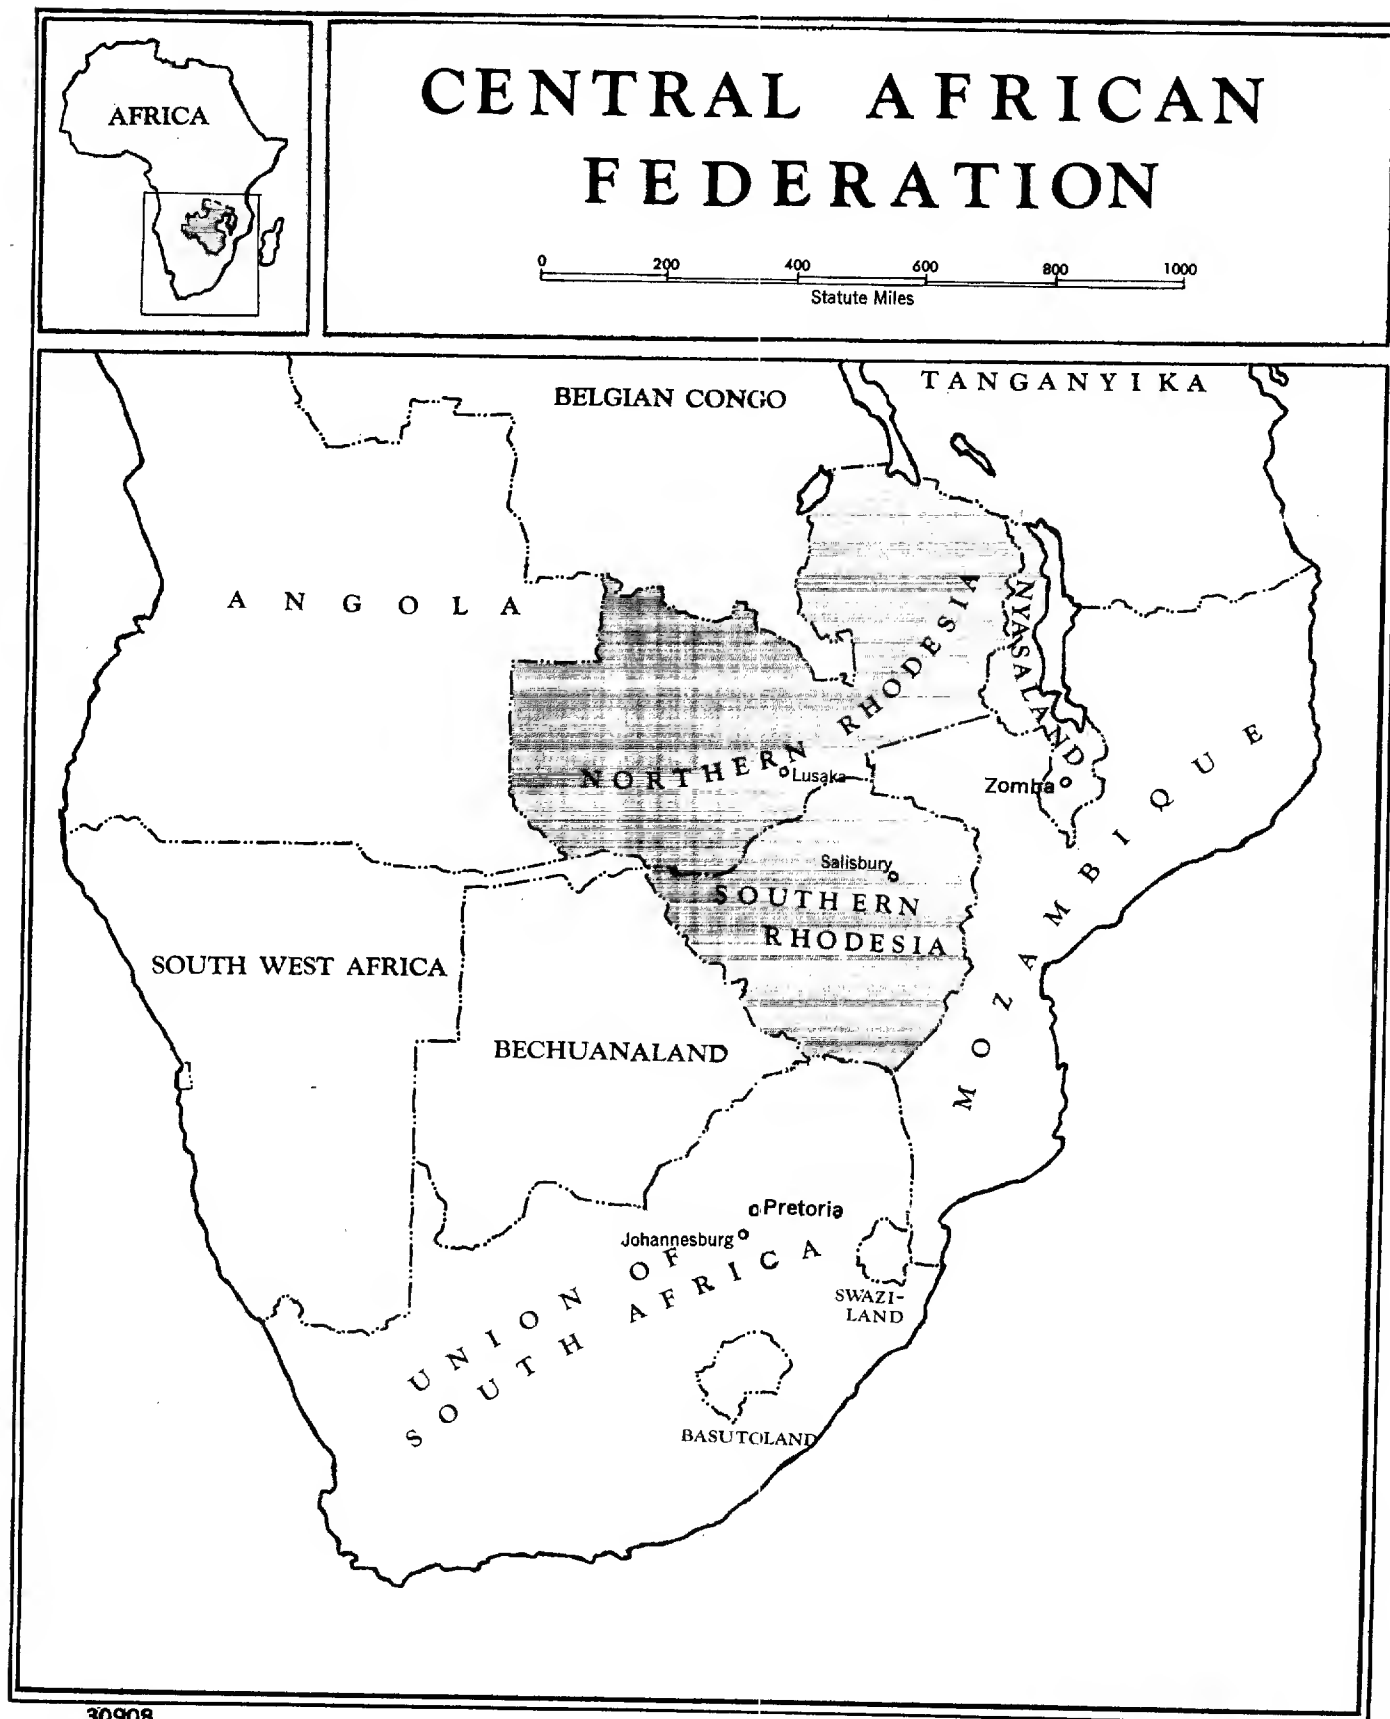 AFRICA
CENTRAL AFRICAN
FEDERATION
0 200 400 600 800 1000
Statute Miles
BELGIAN CONGO
TANGANYIKA
ANGOLA
NYASALAND
NORTHERN RHODESIA
Lusaka
Zomba
MOZAMBIQUE
Salisbury
SOUTHERN
RHODESIA
SOUTH WEST AFRICA
BECHUANALAND
Pretoria
Johannesburg
UNION OF
SOUTH AFRICA
SWAZI-
LAND
BASUTOLAND
30908